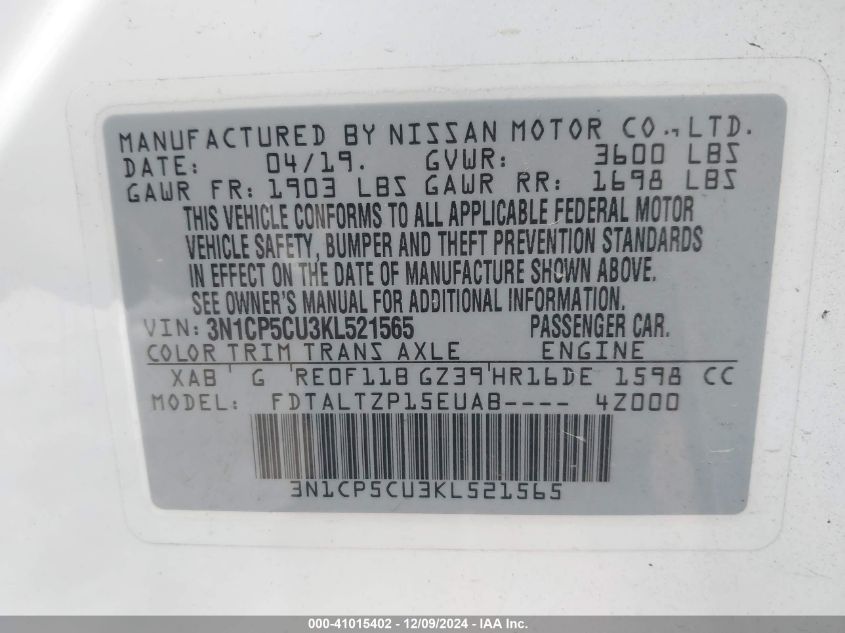 MANUFACTURED BY NISSAN MOTOR CO., LTD.
DATE: 04/19. GVWR: 3600 LBS
GAWR FR: 1903 LBS GAWR RR: 1698 LBS
THIS VEHICLE CONFORMS TO ALL APPLICABLE FEDERAL MOTOR
VEHICLE SAFETY, BUMPER AND THEFT PREVENTION STANDARDS
IN EFFECT ON THE DATE OF MANUFACTURE SHOWN ABOVE.
SEE OWNER'S MANUAL FOR ADDITIONAL INFORMATION.
VIN: 3N1CP5CU3KL521565 PASSENGER CAR.
COLOR TRIM TRANS AXLE ENGINE
XAB G RE0F11B GZ39 HR16DE 1598 CC
MODEL: FDTALTZP15EUAB---- 4Z000
3N1CP5CU3KL521565
000-41015402 - 12/09/2024 - IAA Inc.